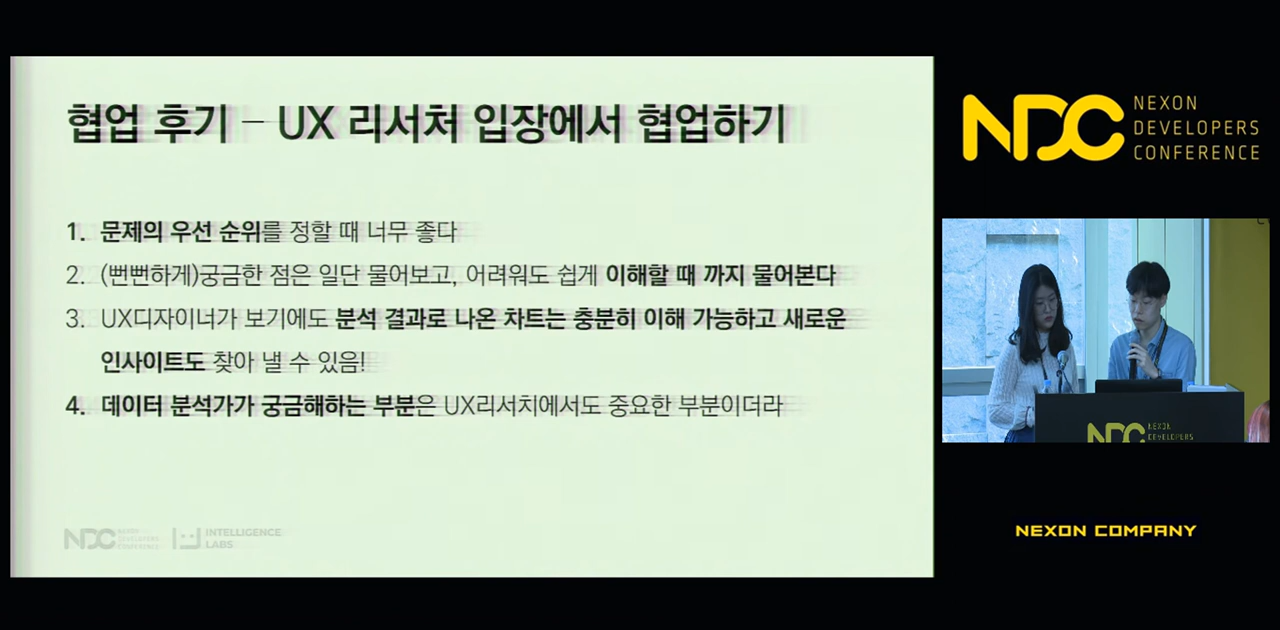 협업 후기 – UX 리서처 입장에서 협업하기
1. 문제의 우선 순위를 정할 때 너무 좋다
2. (뻔뻔하게)궁금한 점은 일단 물어보고, 어려워도 쉽게 이해할 때 까지 물어본다
3. UX디자이너가 보기에도 분석 결과로 나온 차트는 충분히 이해 가능하고 새로운
인사이트도 찾아 낼 수 있음!
4. 데이터 분석가가 궁금해하는 부분은 UX리서치에서도 중요한 부분이더라
NDC NEXON
DEVELOPERS
CONFERENCE
INTELLIGENCE
LABS
NDC NEXON
DEVELOPERS
CONFERENCE
NDC NEXON
DEVELOPERS
NEXON COMPANY